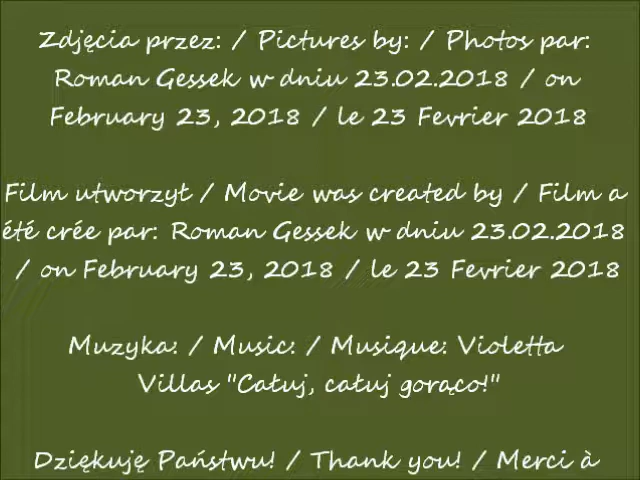 Zdjęcia przez: / Pictures by: / Photos par:
Roman Gessek w dniu 23.02.2018 / on
February 23, 2018 / le 23 Fevrier 2018
Film utworzył / Movie was created by / Film a
été crée par: Roman Gessek w dniu 23.02.2018
/ on February 23, 2018 / le 23 Fevrier 2018
Muzyka: / Music: / Musique: Violetta
Villas "Całuj, całuj gorąco!"
Dziękuję Państwu! / Thank you! / Merci à